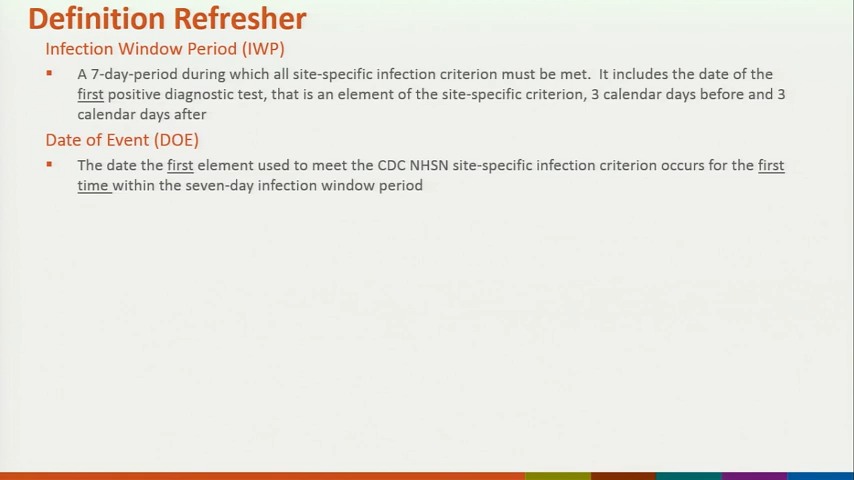 Definition Refresher
Infection Window Period (IWP)
▪ A 7-day-period during which all site-specific infection criterion must be met. It includes the date of the
first positive diagnostic test, that is an element of the site-specific criterion, 3 calendar days before and 3
calendar days after
Date of Event (DOE)
▪ The date the first element used to meet the CDC NHSN site-specific infection criterion occurs for the first
time within the seven-day infection window period